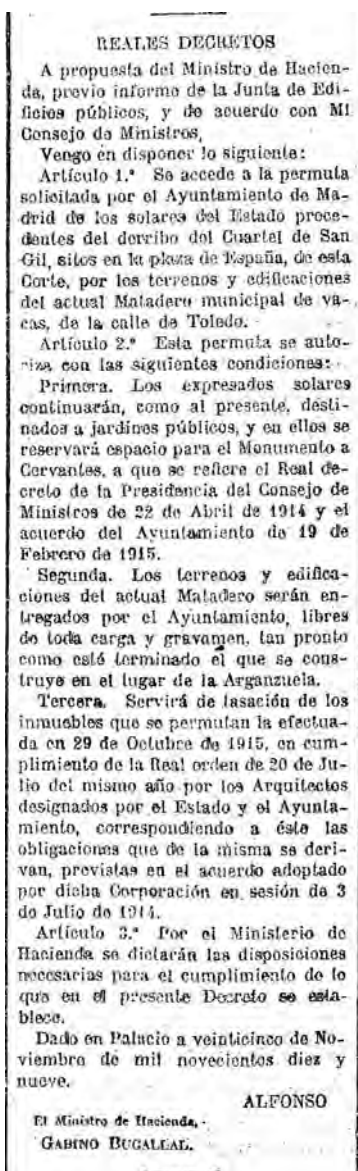 REALES DECRETOS
A propuesta del Ministro de Hacien-
da, previo informe de la Junta de Edi-
ficios públicos, y de acuerdo con Mi
Consejo de Ministros,
Vengo en disponer lo siguiente:
Artículo 1.º Se accede a la permuta
solicitada por el Ayuntamiento de Ma-
drid de los solares del Estado proce-
dentes del derribo del Cuartel de San
Gil, sitos en la plaza de España, de esta
Corte, por los terrenos y edificaciones
del actual Matadero municipal de va-
cas, de la calle de Toledo.
Artículo 2.º Esta permuta se auto-
riza con las siguientes condiciones:
Primera. Los expresados solares
continuarán, como al presente, desti-
nados a jardines públicos, y en ellos se
reservará espacio para el Monumento a
Cervantes, a que se refiere el Real de-
creto de la Presidencia del Consejo de
Ministros de 22 de Abril de 1914 y el
acuerdo del Ayuntamiento de 19 de
Febrero de 1915.
Segunda. Los terrenos y edifica-
ciones del actual Matadero serán en-
tregados por el Ayuntamiento, libres
de toda carga y gravamen, tan pronto
como esté terminado el que se cons-
truye en el lugar de la Arganzuela.
Tercera. Servirá de tasación de los
inmuebles que se permutan la efectua-
da en 29 de Octubre de 1915, en cum-
plimiento de la Real orden de 20 de Ju-
lio del mismo año por los Arquitectos
designados por el Estado y el Ayunta-
miento, correspondiendo a éste las
obligaciones que de la misma se deri-
van, previstas en el acuerdo adoptado
por dicha Corporación en sesión de 3
de Julio de 1914.
Artículo 3.º Por el Ministerio de
Hacienda se dictarán las disposiciones
necesarias para el cumplimiento de lo
que en el presente Decreto se esta-
blece.
Dado en Palacio a veinticinco de No-
viembre de mil novecientos diez y
nueve.
ALFONSO
El Ministro de Hacienda,
GABINO BUGALLAL.